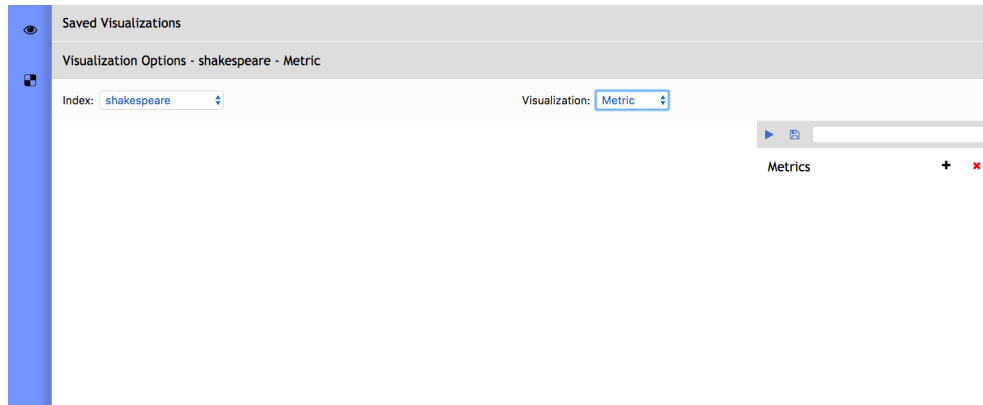 Saved Visualizations
Visualization Options - shakespeare - Metric
Index: shakespeare Visualization: Metric
Metrics